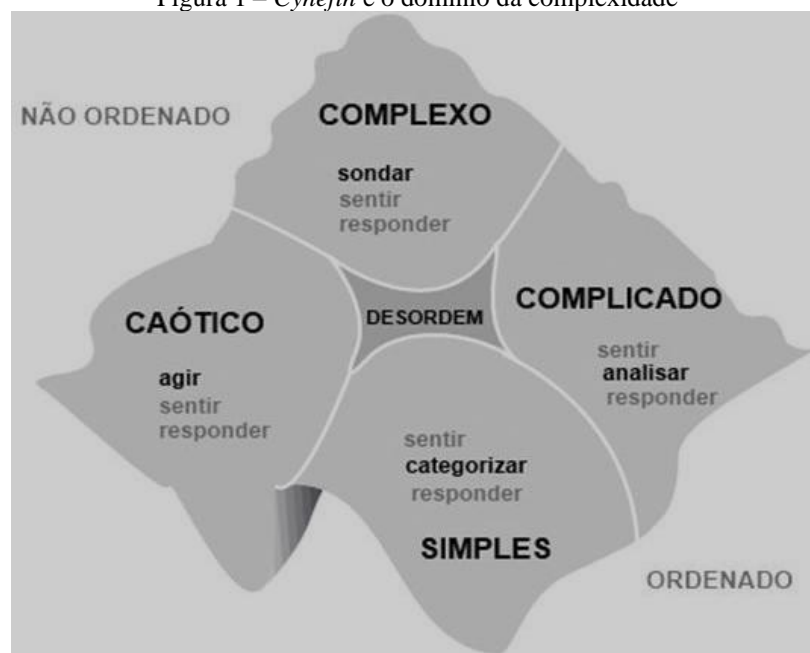 Figura 1 – Cynefin e o domínio da complexidade
NÃO ORDENADO
COMPLEXO
sondar
sentir
responder
CAÓTICO
agir
sentir
responder
DESORDEM
COMPLICADO
sentir
analisar
responder
sentir
categorizar
responder
SIMPLES
ORDENADO